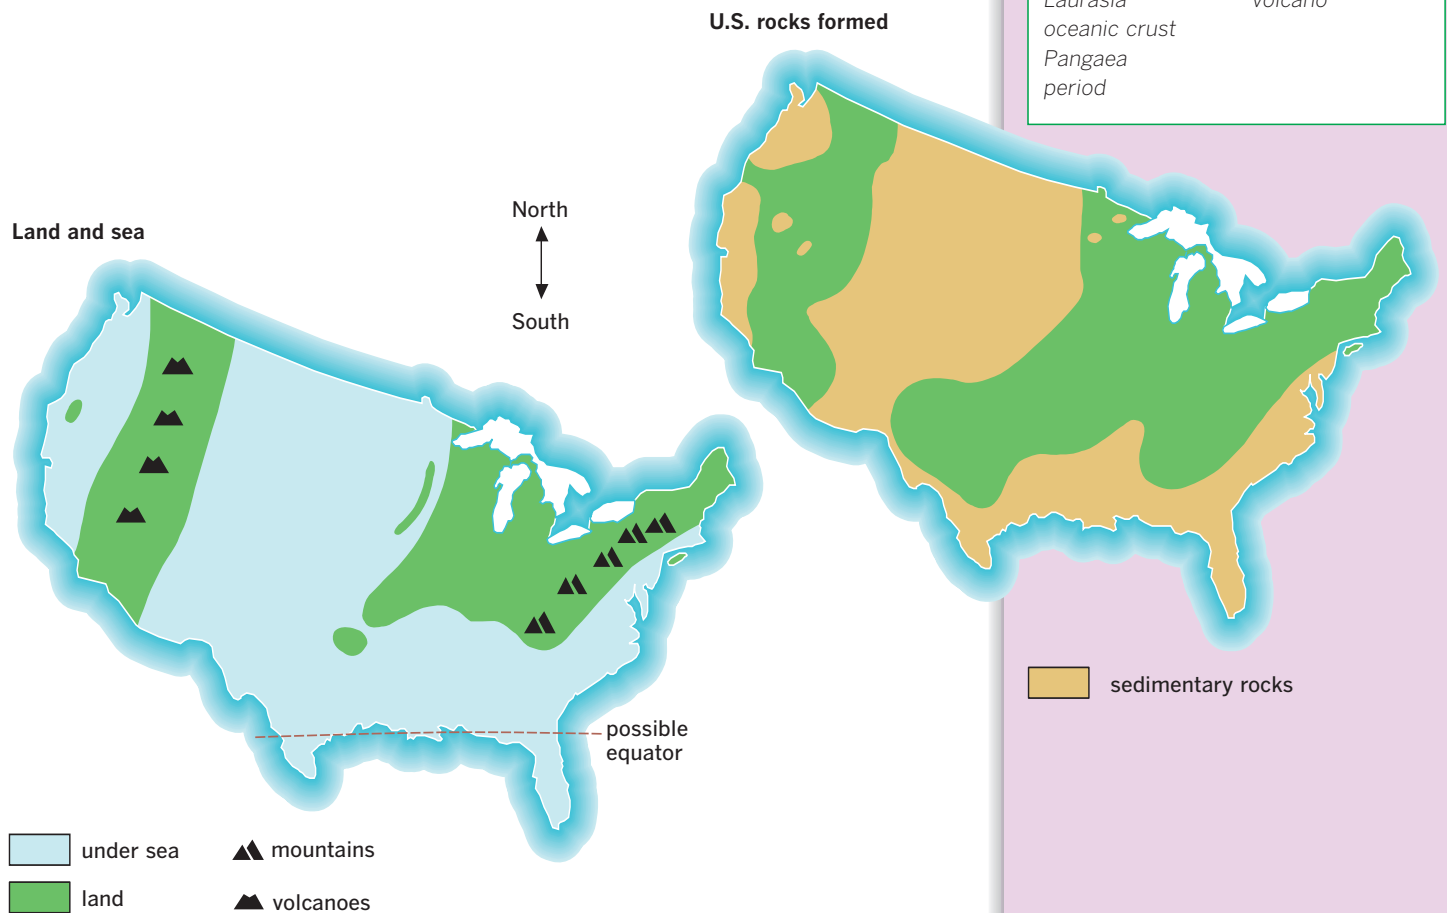 Laurasia
volcano
oceanic crust
Pangaea
period
U.S. rocks formed
North
South
Land and sea
possible
equator
sedimentary rocks
under sea
mountains
land
volcanoes